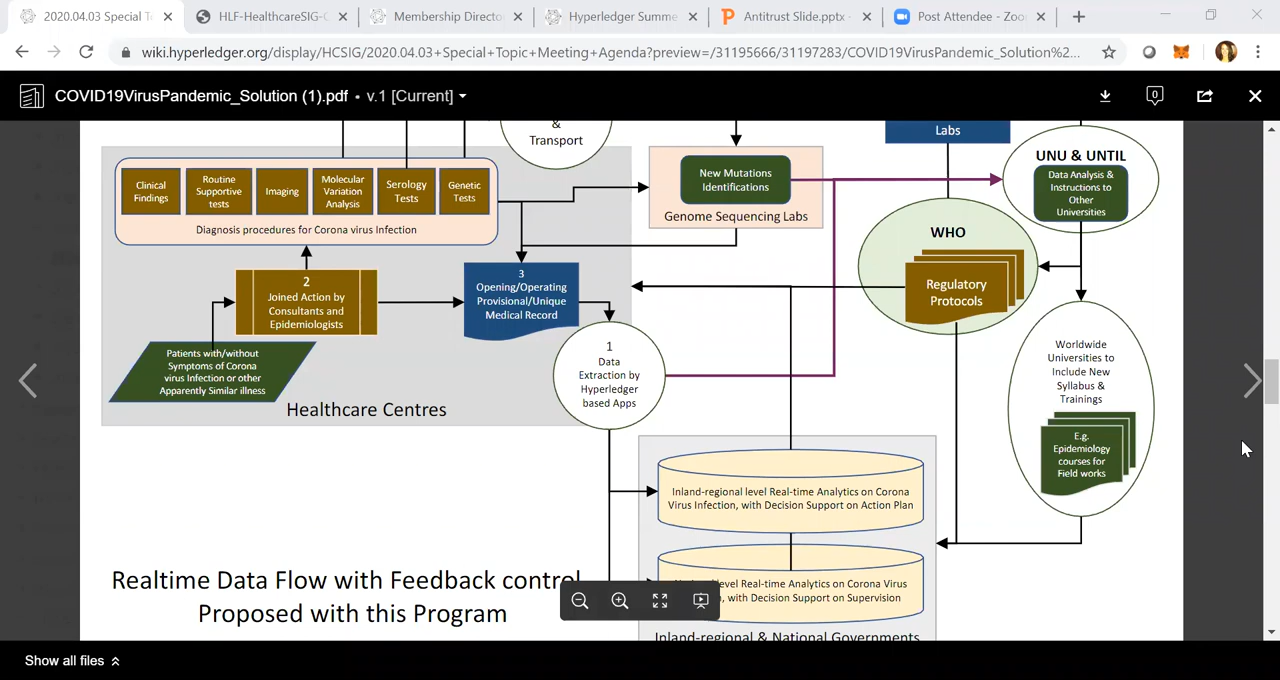 2020.04.03 Special T
HLF-HealthcareSIG-C
Membership Directo
Hyperledger Summe
Antitrust Slide.pptx
Post Attendee - Zoo
wiki.hyperledger.org/display/HCSIG/2020.04.03+Special+Topic+Meeting+Agenda?preview=/31195666/31197283/COVID19VirusPandemic_Solution%2...
COVID19VirusPandemic_Solution (1).pdf • v.1 [Current]
0
&
Transport
Labs
Clinical
Findings
Routine
Supportive
tests
Imaging
Molecular
Variation
Analysis
Serology
Tests
Genetic
Tests
Diagnosis procedures for Corona virus Infection
New Mutations
Identifications
Genome Sequencing Labs
UNU & UNTIL
Data Analysis &
Instructions to
Other
Universities
WHO
Regulatory
Protocols
2
Joined Action by
Consultants and
Epidemiologists
3
Opening/Operating
Provisional/Unique
Medical Record
Patients with/without
Symptoms of Corona
virus Infection or other
Apparently Similar illness
Healthcare Centres
1
Data
Extraction by
Hyperledger
based Apps
Worldwide
Universities to
Include New
Syllabus &
Trainings
E.g.
Epidemiology
courses for
Field works
Inland-regional level Real-time Analytics on Corona
Virus Infection, with Decision Support on Action Plan
level Real-time Analytics on Corona Virus
with Decision Support on Supervision
Inland-regional & National Governments
Realtime Data Flow with Feedback control
Proposed with this Program
Show all files